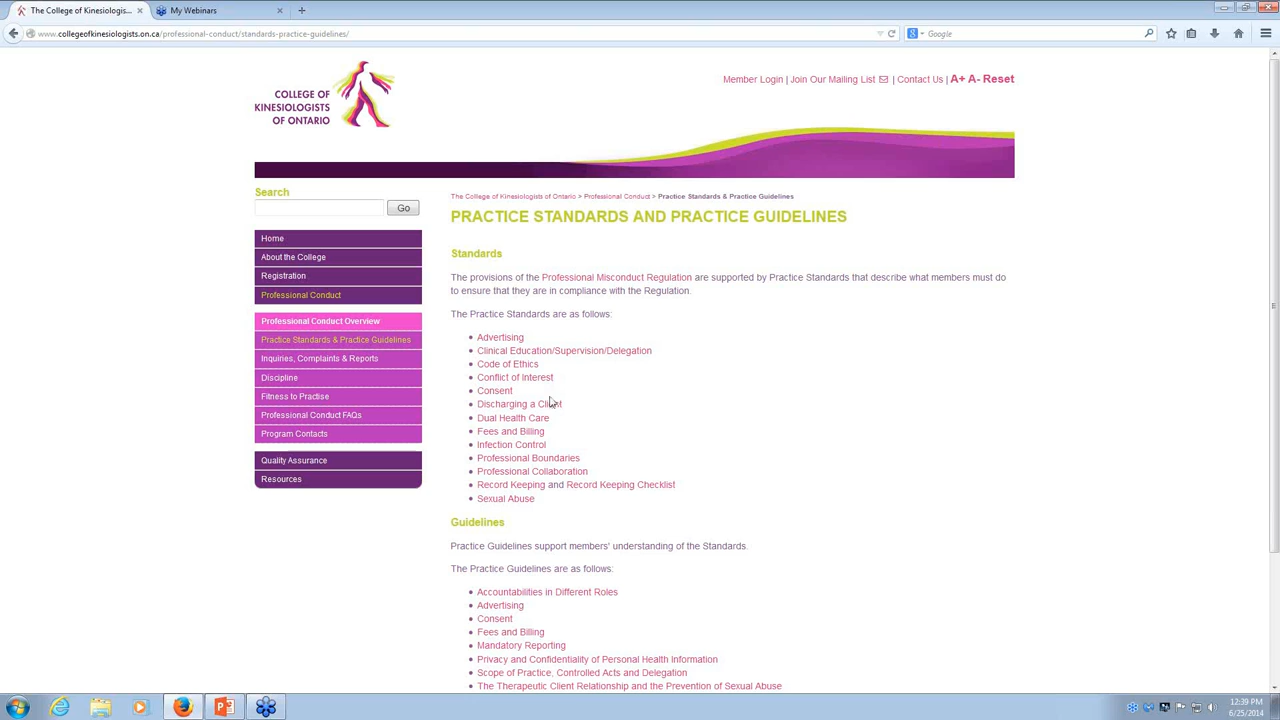 The College of Kinesiologis...
My Webinars
www.collegeofkinesiologists.on.ca/professional-conduct/standards-practice-guidelines/
Google
COLLEGE OF
KINESIOLOGISTS
OF ONTARIO
Member Login | Join Our Mailing List | Contact Us | A+ A- Reset
Search
Go
Home
About the College
Registration
Professional Conduct
Professional Conduct Overview
Practice Standards & Practice Guidelines
Inquiries, Complaints & Reports
Discipline
Fitness to Practise
Professional Conduct FAQs
Program Contacts
Quality Assurance
Resources
The College of Kinesiologists of Ontario > Professional Conduct > Practice Standards & Practice Guidelines
PRACTICE STANDARDS AND PRACTICE GUIDELINES
Standards
The provisions of the Professional Misconduct Regulation are supported by Practice Standards that describe what members must do
to ensure that they are in compliance with the Regulation.
The Practice Standards are as follows:
Advertising
Clinical Education/Supervision/Delegation
Code of Ethics
Conflict of Interest
Consent
Discharging a Client
Dual Health Care
Fees and Billing
Infection Control
Professional Boundaries
Professional Collaboration
Record Keeping and Record Keeping Checklist
Sexual Abuse
Guidelines
Practice Guidelines support members' understanding of the Standards.
The Practice Guidelines are as follows:
Accountabilities in Different Roles
Advertising
Consent
Fees and Billing
Mandatory Reporting
Privacy and Confidentiality of Personal Health Information
Scope of Practice, Controlled Acts and Delegation
The Therapeutic Client Relationship and the Prevention of Sexual Abuse
12:39 PM
6/25/2014